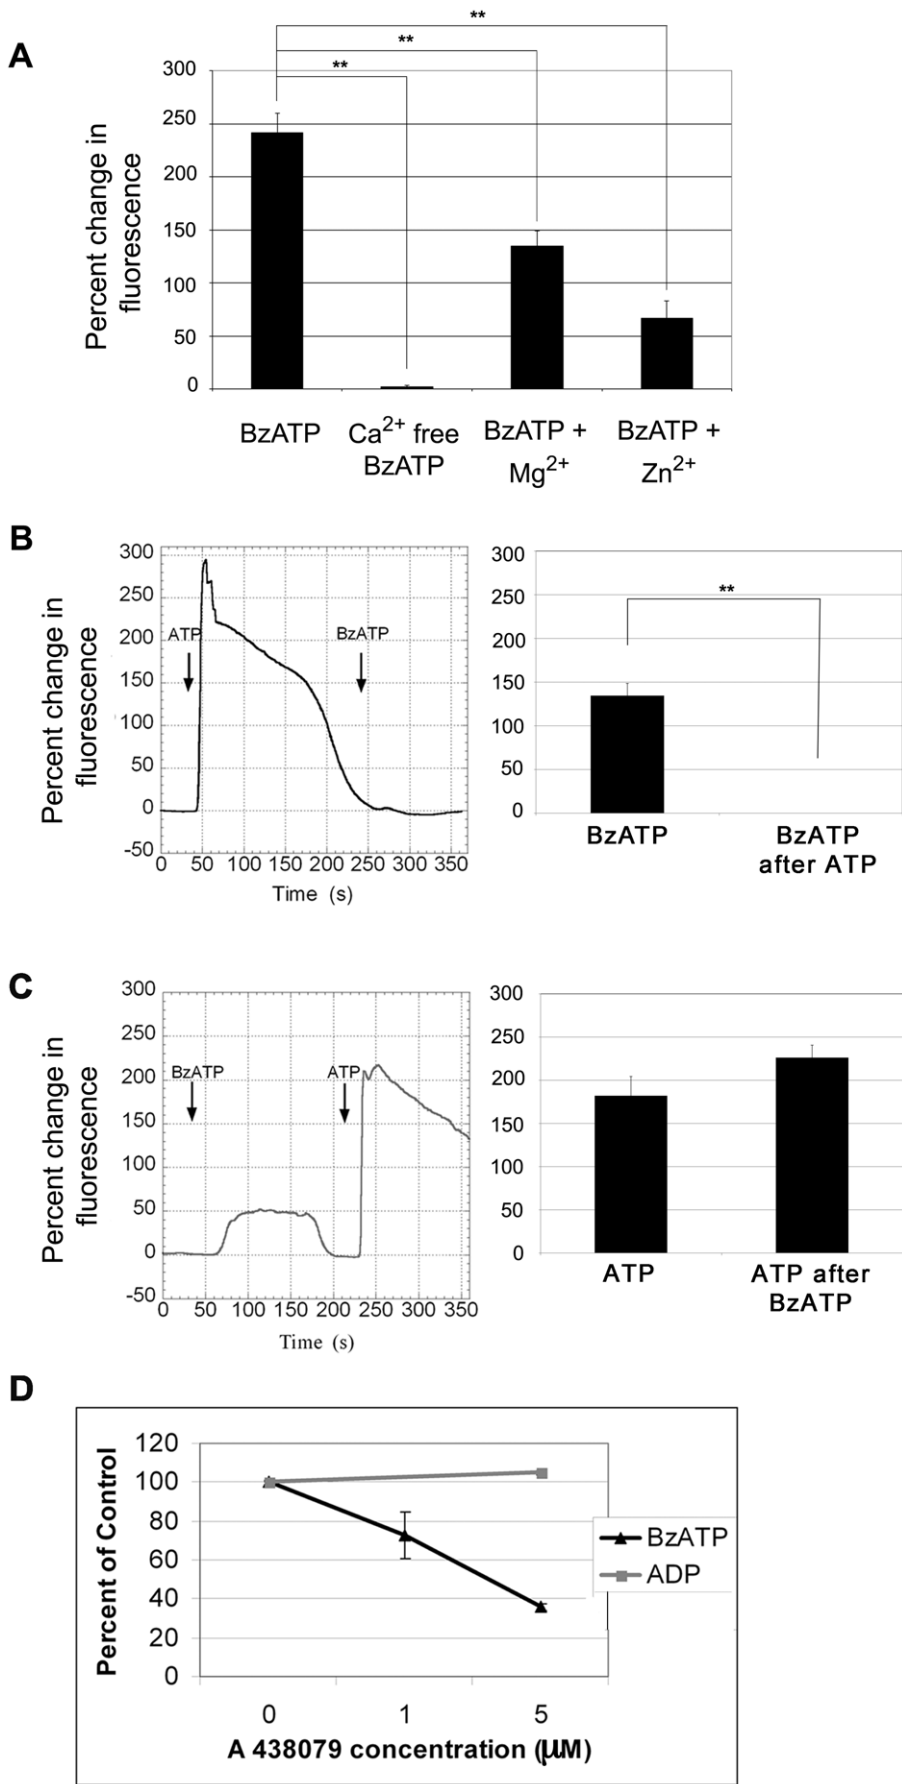 A
**
**
**
Percent change in
fluorescence
300
250
200
150
100
50
0
BzATP
Ca2+ free
BzATP
BzATP +
Mg2+
BzATP +
Zn2+
B
Percent change in
fluorescence
300
250
200
150
100
50
0
-50
ATP
BzATP
0 50 100 150 200 250 300 350
Time (s)
300
250
200
150
100
50
0
**
BzATP
BzATP
after ATP
C
Percent change in
fluorescence
300
250
200
150
100
50
0
-50
BzATP
ATP
0 50 100 150 200 250 300 350
Time (s)
300
250
200
150
100
50
0
ATP
ATP after
BzATP
D
Percent of Control
120
100
80
60
40
20
0
BzATP
ADP
0 1 5
A 438079 concentration (μM)